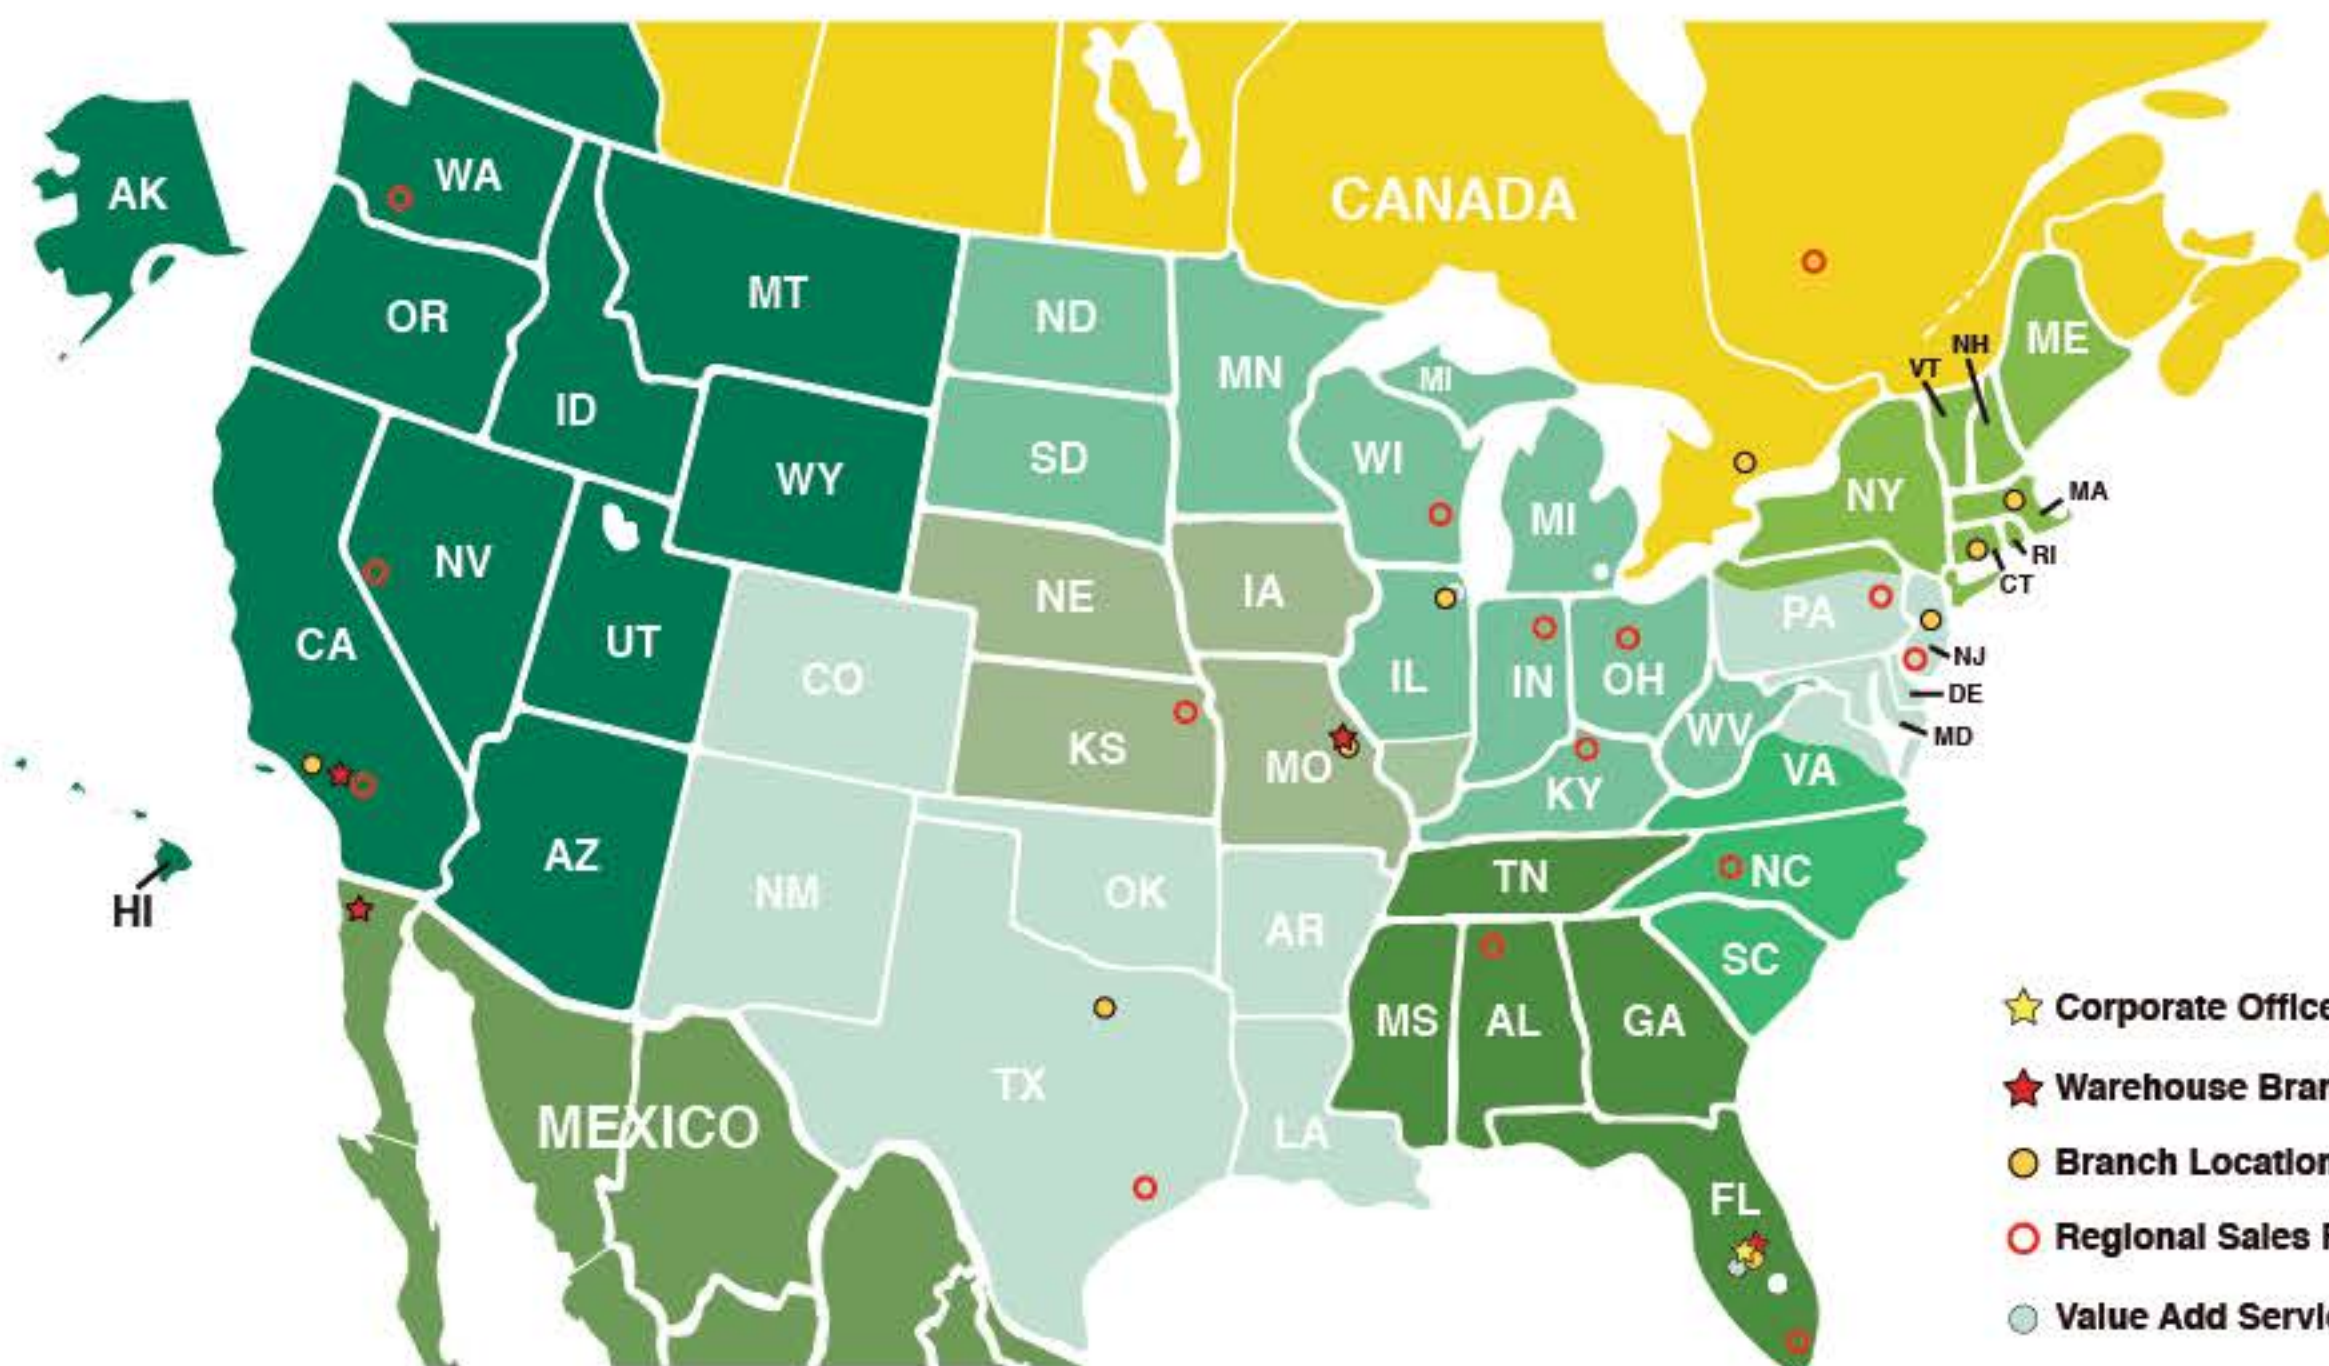 AK
WA
CANADA
MT
OR
ND
ME
NH
VT
MN
MI
ID
SD
WI
WY
NY
MA
MI
NV
RI
CT
NE
IA
PA
CA
UT
NJ
CO
IL
IN
OH
DE
WV
MD
KS
MO
VA
KY
AZ
TN
NC
NM
OK
HI
AR
SC
Corporate Office
MS
AL
GA
TX
Warehouse Bran
MEXICO
LA
Branch Location
FL
Regional Sales
Value Add Servi